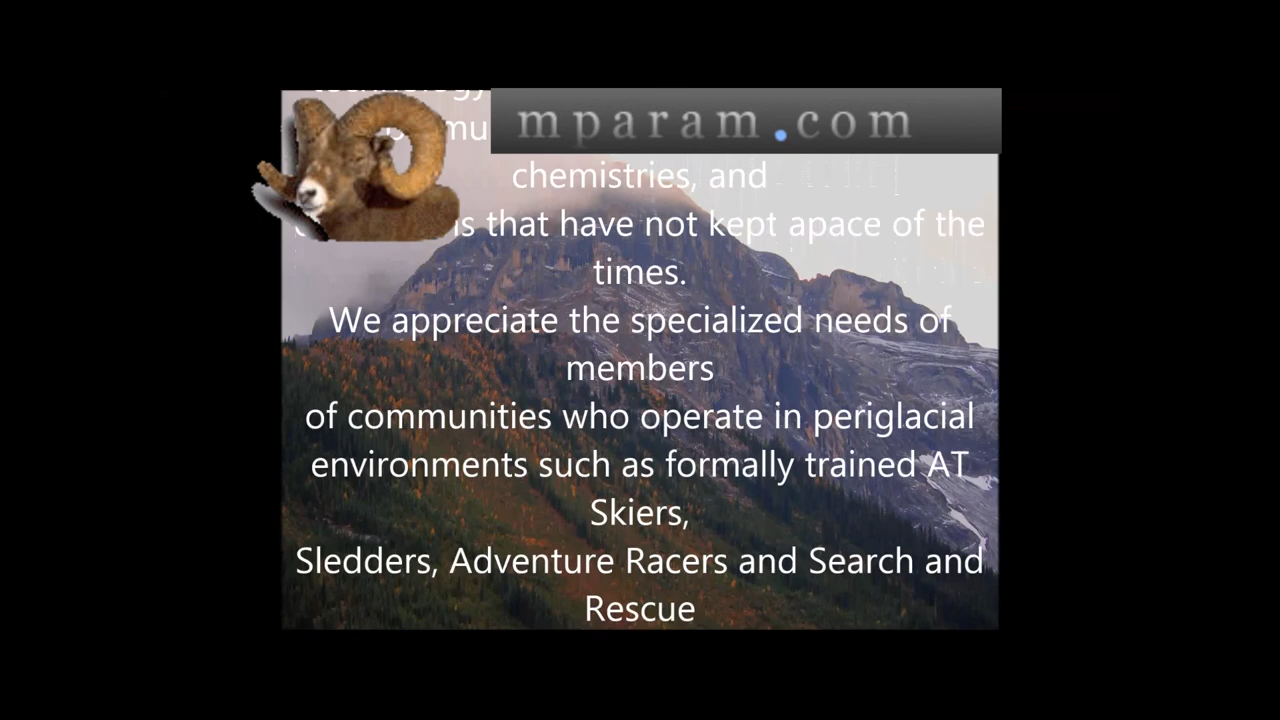 mparam.com
chemistries, and
that have not kept apace of the
times.
We appreciate the specialized needs of
members
of communities who operate in periglacial
environments such as formally trained AT
Skiers,
Sledders, Adventure Racers and Search and
Rescue